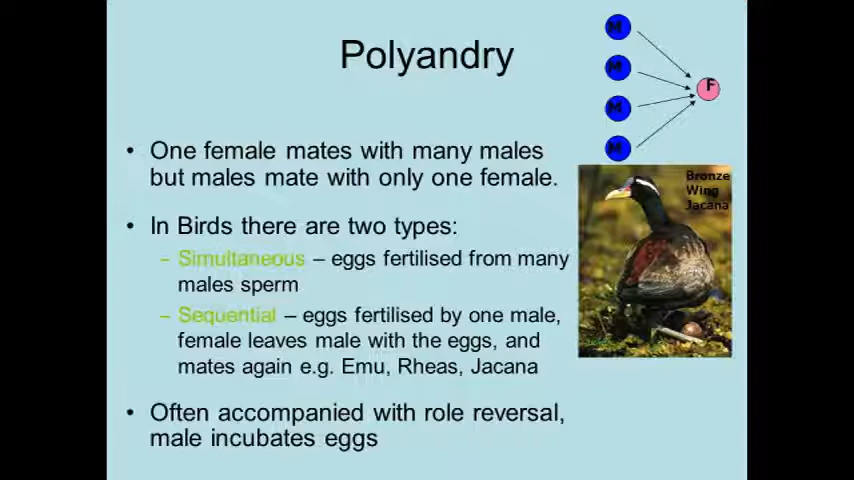 Polyandry
M
M
M
M
F
• One female mates with many males
but males mate with only one female.
• In Birds there are two types:
– Simultaneous – eggs fertilised from many
males sperm
– Sequential – eggs fertilised by one male,
female leaves male with the eggs, and
mates again e.g. Emu, Rheas, Jacana
• Often accompanied with role reversal,
male incubates eggs
Bronze
Wing
Jacana